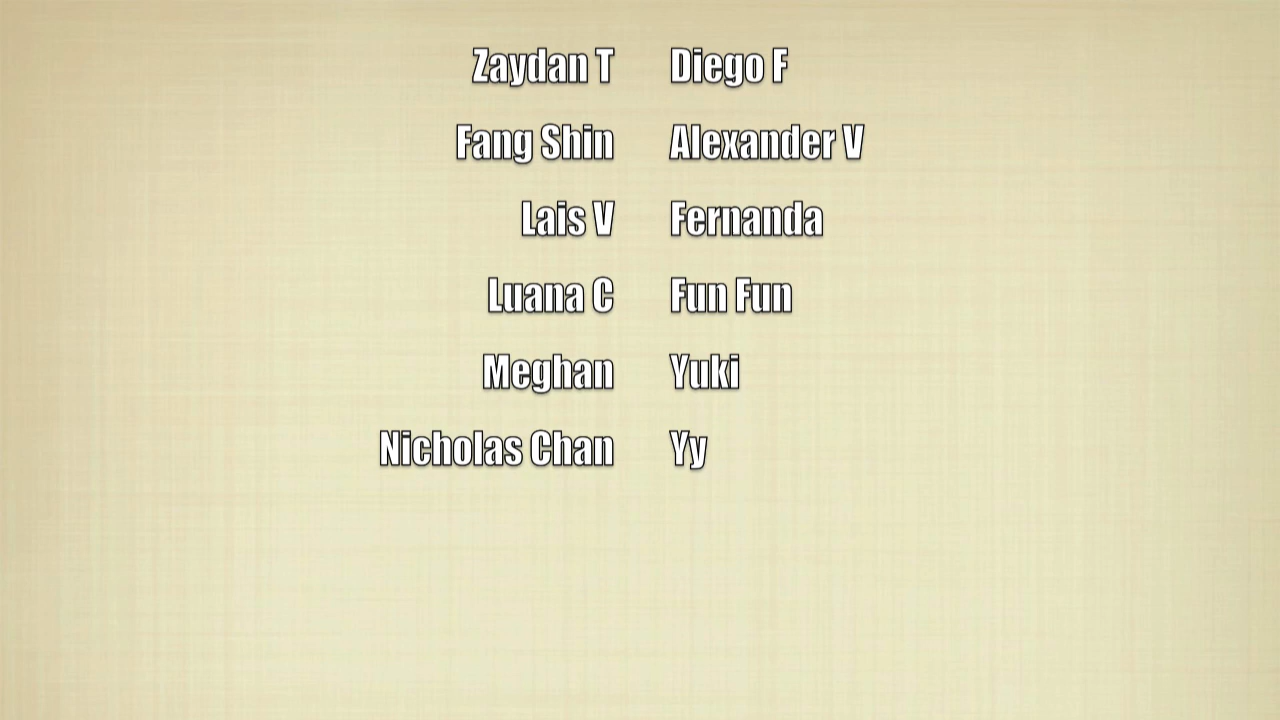 Zaydan T Diego F
Fang Shin Alexander V
Lais V Fernanda
Luana C Fun Fun
Meghan Yuki
Nicholas Chan Yy